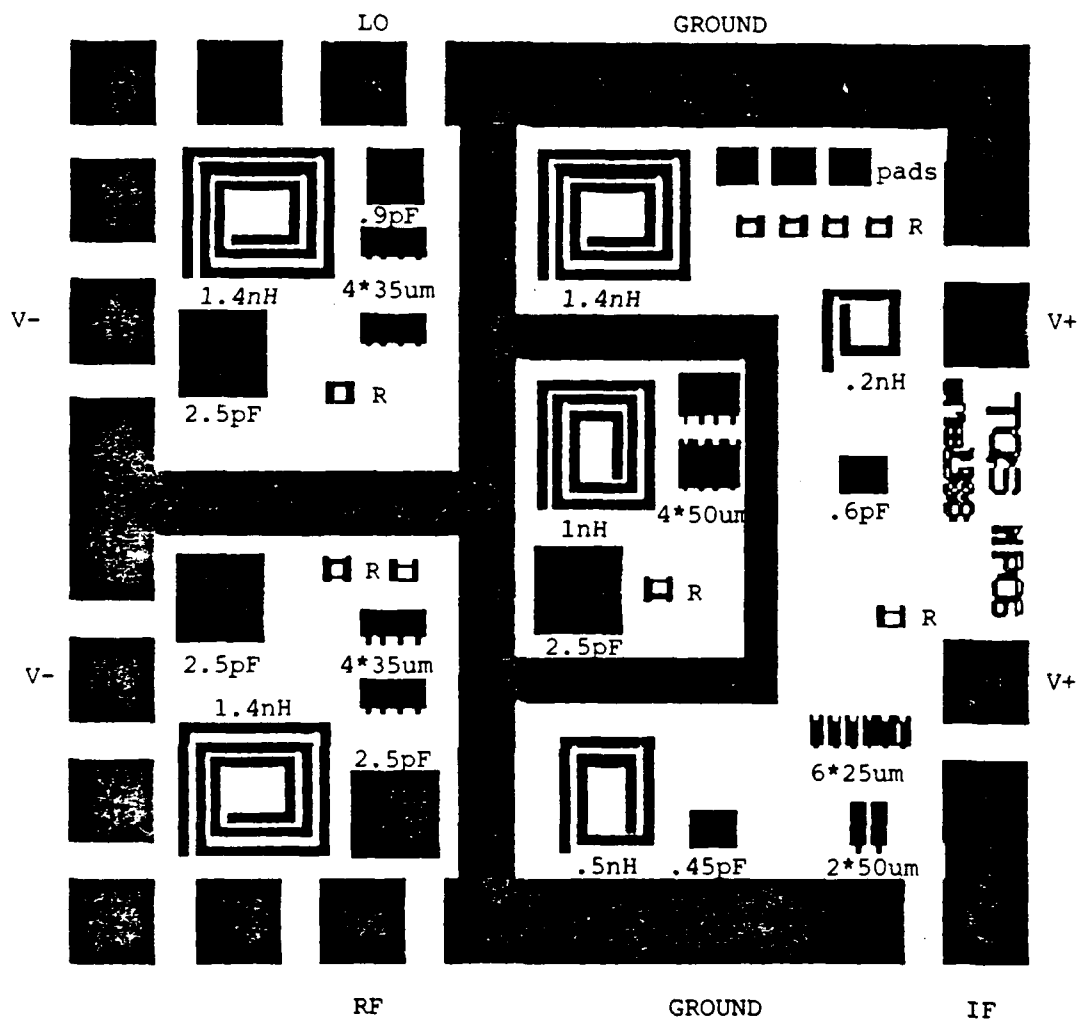 LO GROUND
pads
.9pF
R
1.4nH 4*35um 1.4nH
V- V+
.2nH
R
2.5pF
TQS
.6pF
1nH 4*50um
MPC6
R
R
R
2.5pF
2.5pF 4*35um
V- V+
1.4nH
2.5pF
6*25um
.5nH .45pF 2*50um
RF GROUND IF